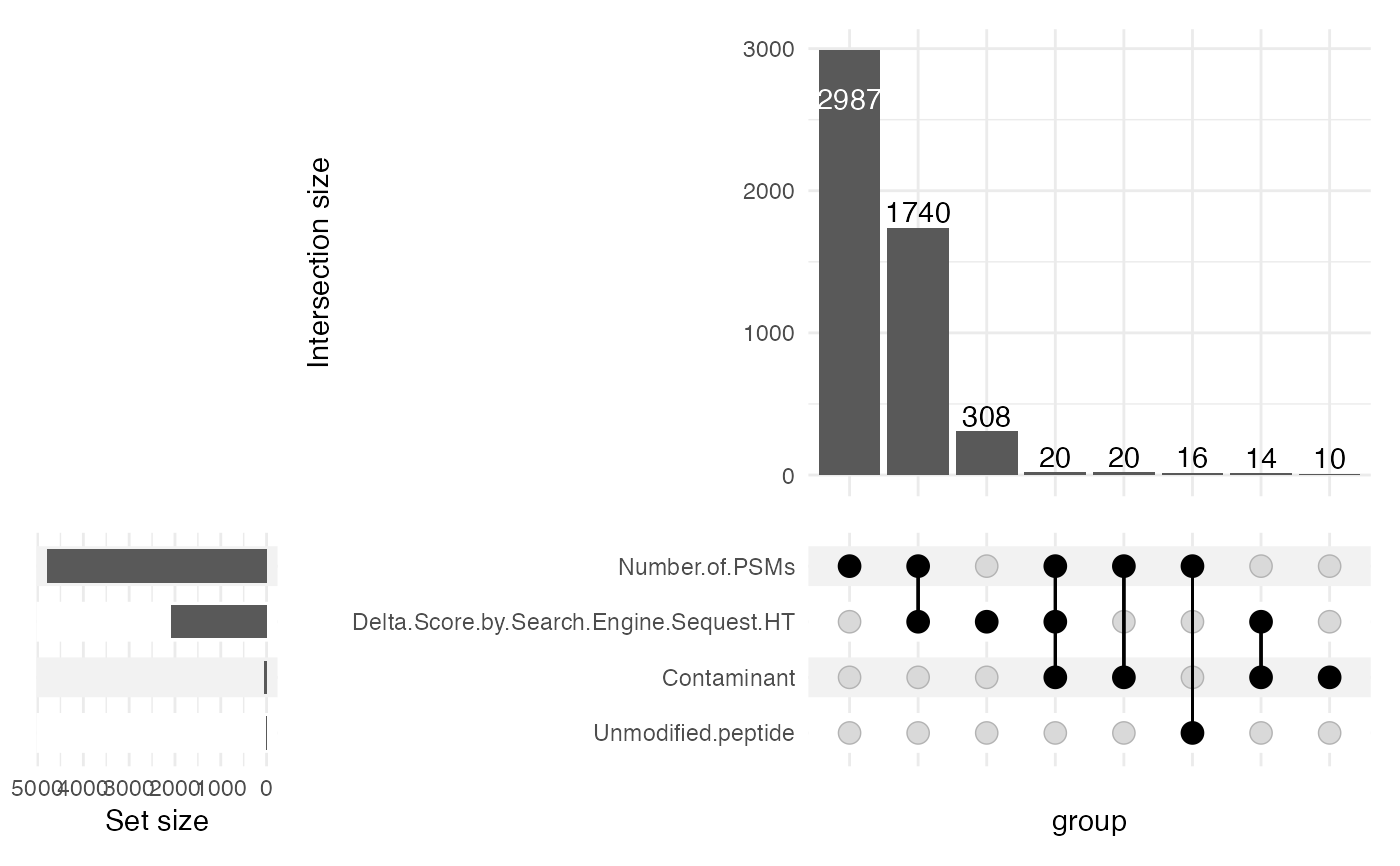 3000
2987
2000
1740
Intersection size
1000
308
20 20 16 14 10
0
Number.of.PSMs
Delta.Score.by.Search.Engine.Sequest.HT
Contaminant
Unmodified.peptide
5000 4000 3000 2000 1000 0
Set size
group